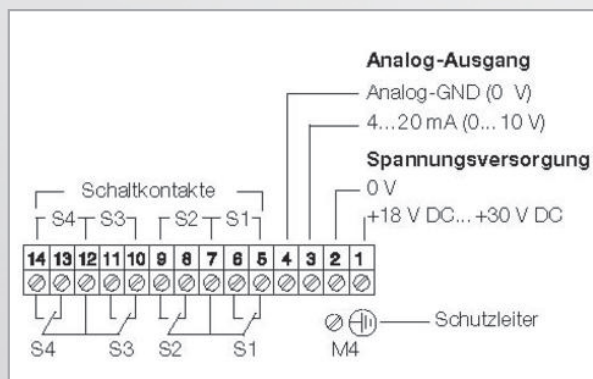 Analog-Ausgang
Analog-GND (0 V)
4...20 mA (0... 10 V)
Spannungsversorgung
0 V
+18 V DC... +30 V DC
Schaltkontakte
S4 S3 S2 S1
14 13 12 11 10 9 8 7 6 5 4 3 2 1
Schutzleiter
S4 S3 S2 S1 M4